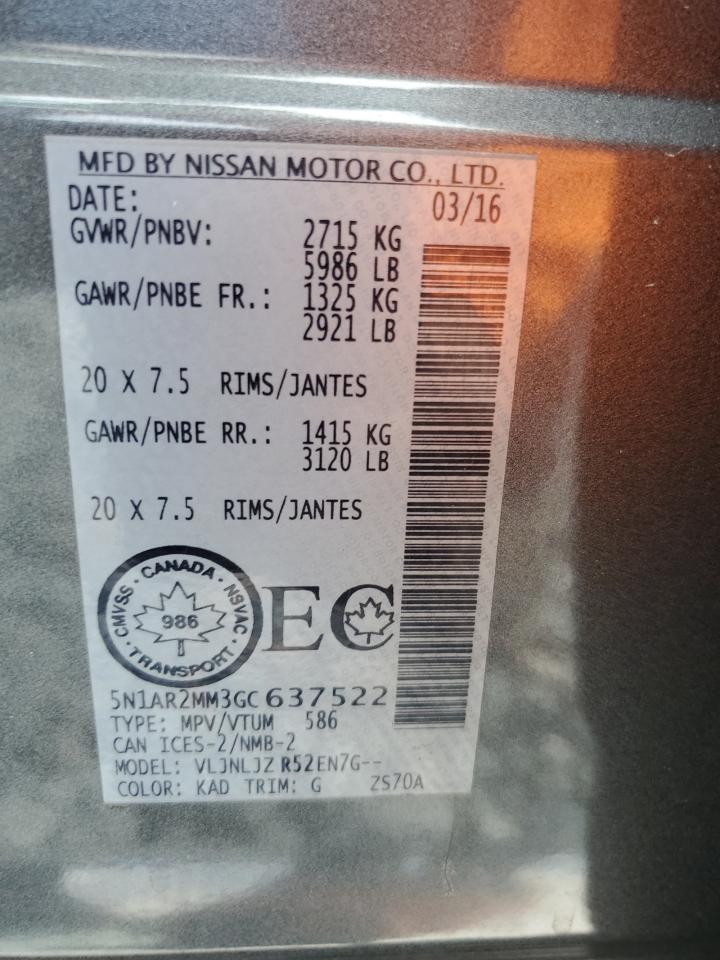 MFD BY NISSAN MOTOR CO., LTD.
DATE: 03/16
GVWR/PNBV: 2715 KG
5986 LB
GAWR/PNBE FR.: 1325 KG
2921 LB
20 X 7.5 RIMS/JANTES
GAWR/PNBE RR.: 1415 KG
3120 LB
20 X 7.5 RIMS/JANTES
CANADA · NSVAC · TRANSPORT · CMVSS ·
986
EC
5N1AR2MM3GC637522
TYPE: MPV/VTUM 586
CAN ICES-2/NMB-2
MODEL: VLJNLJZ R52EN7G--
COLOR: KAD TRIM: G ZS70A